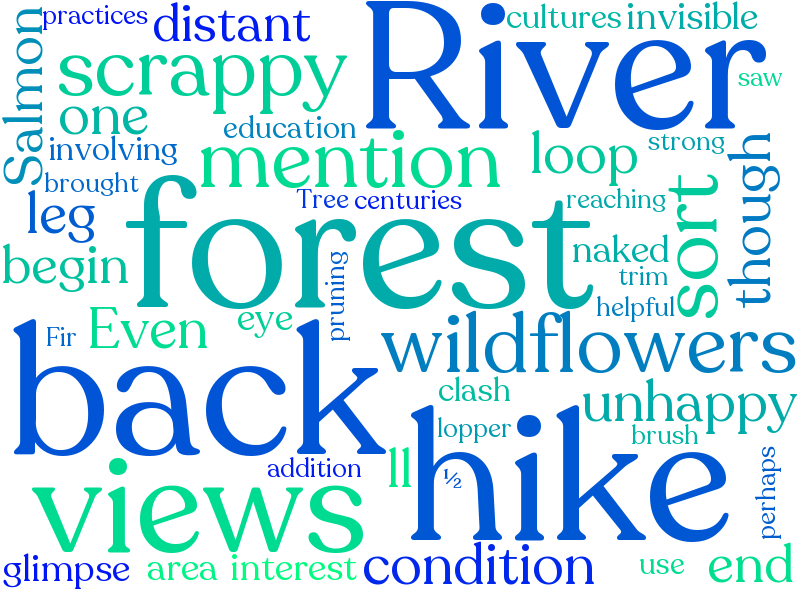 practices
distant
River
cultures
invisible
Salmon
scrappy
saw
one
education
involving
mention
loop
strong
though
brought
leg
Tree
centuries
reaching
sort
forest
begin
naked
trim
pruning
helpful
Fir
Even
eye
back
wildflowers
clash
unhappy
lopper
brush
hike
views
addition
ll
½
perhaps
glimpse
area
interest
condition
use
end